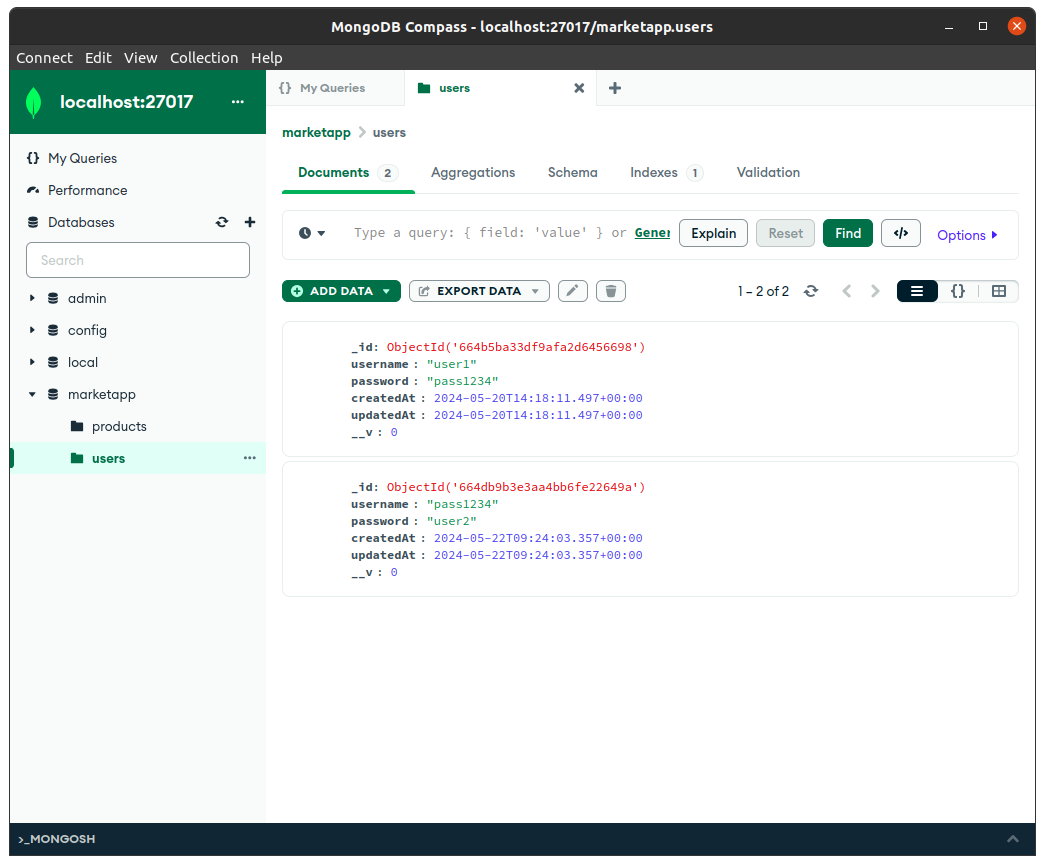 MongoDB Compass - localhost:27017/marketapp.users
Connect Edit View Collection Help
localhost:27017
{} My Queries
users
{} My Queries
Performance
Databases
Search
admin
config
local
marketapp
products
users
marketapp > users
Documents 2 Aggregations Schema Indexes 1 Validation
Type a query: { field: 'value' } or Gener Explain Reset Find </> Options
ADD DATA EXPORT DATA 1 – 2 of 2 {}
_id: ObjectId('664b5ba33df9afa2d6456698')
username : "user1"
password : "pass1234"
createdAt : 2024-05-20T14:18:11.497+00:00
updatedAt : 2024-05-20T14:18:11.497+00:00
__v : 0
_id: ObjectId('664db9b3e3aa4bb6fe22649a')
username : "pass1234"
password : "user2"
createdAt : 2024-05-22T09:24:03.357+00:00
updatedAt : 2024-05-22T09:24:03.357+00:00
__v : 0
>_MONGOSH